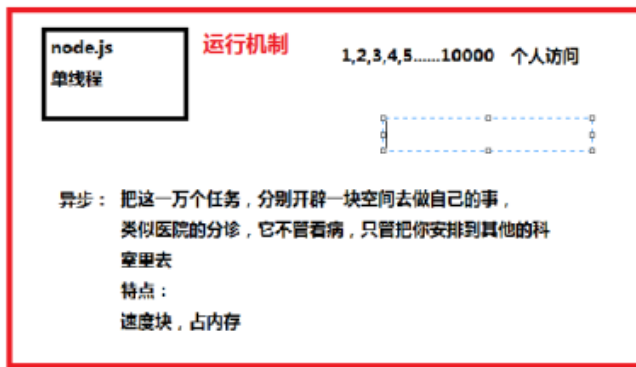 node.js
单线程
运行机制
1,2,3,4,5......10000 个人访问
异步： 把这一万个任务，分别开辟一块空间去做自己的事，
类似医院的分诊，它不管看病，只管把你安排到其他的科
室里去
特点：
速度块，占内存